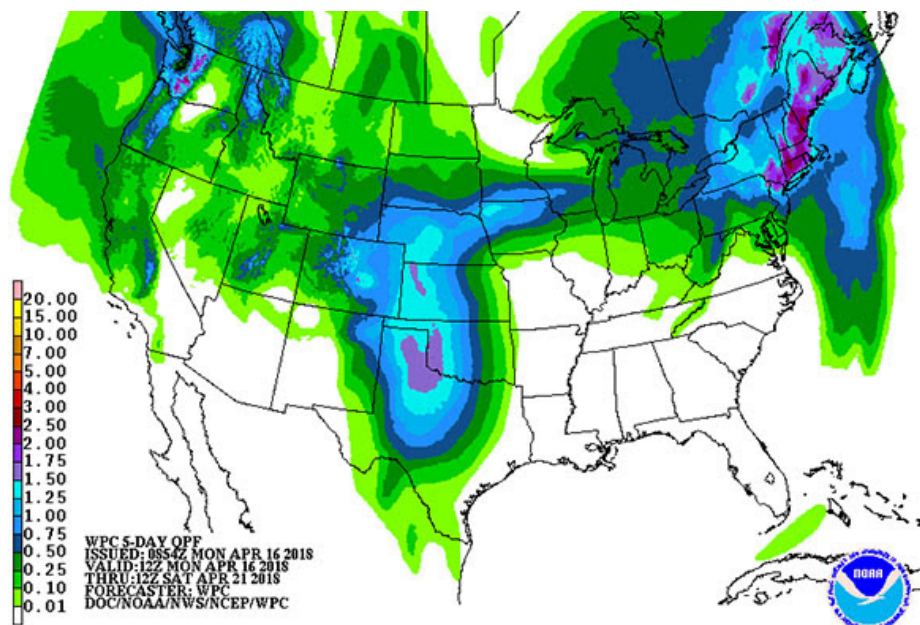 20.00
15.00
10.00
7.00
5.00
4.00
3.00
2.50
2.00
1.75
1.50
1.25
1.00
0.75
0.50
0.25
0.10
0.01
WPC 5-DAY QPF
ISSUED: 0854Z MON APR 16 2018
VALID:12Z MON APR 16 2018
THRU:12Z SAT APR 21 2018
FORECASTER: WPC
DOC/NOAA/NWS/NCEP/WPC
NOAA